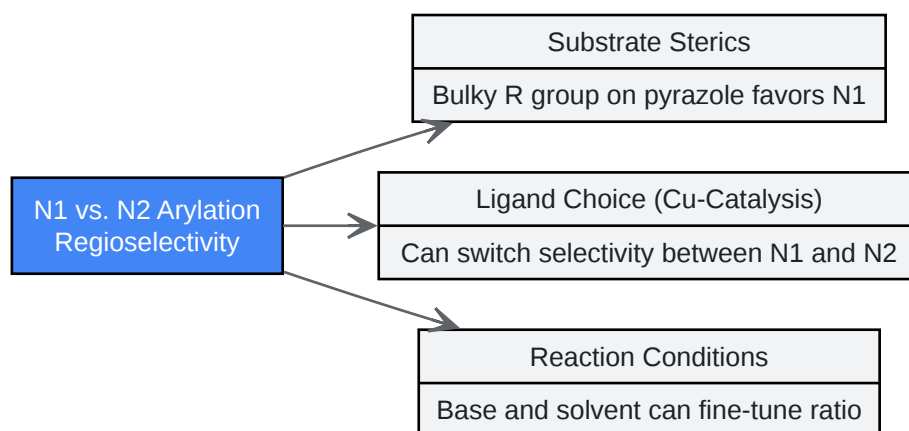 N1 vs. N2 Arylation
Regioselectivity
Substrate Sterics
Bulky R group on pyrazole favors N1
Ligand Choice (Cu-Catalysis)
Can switch selectivity between N1 and N2
Reaction Conditions
Base and solvent can fine-tune ratio